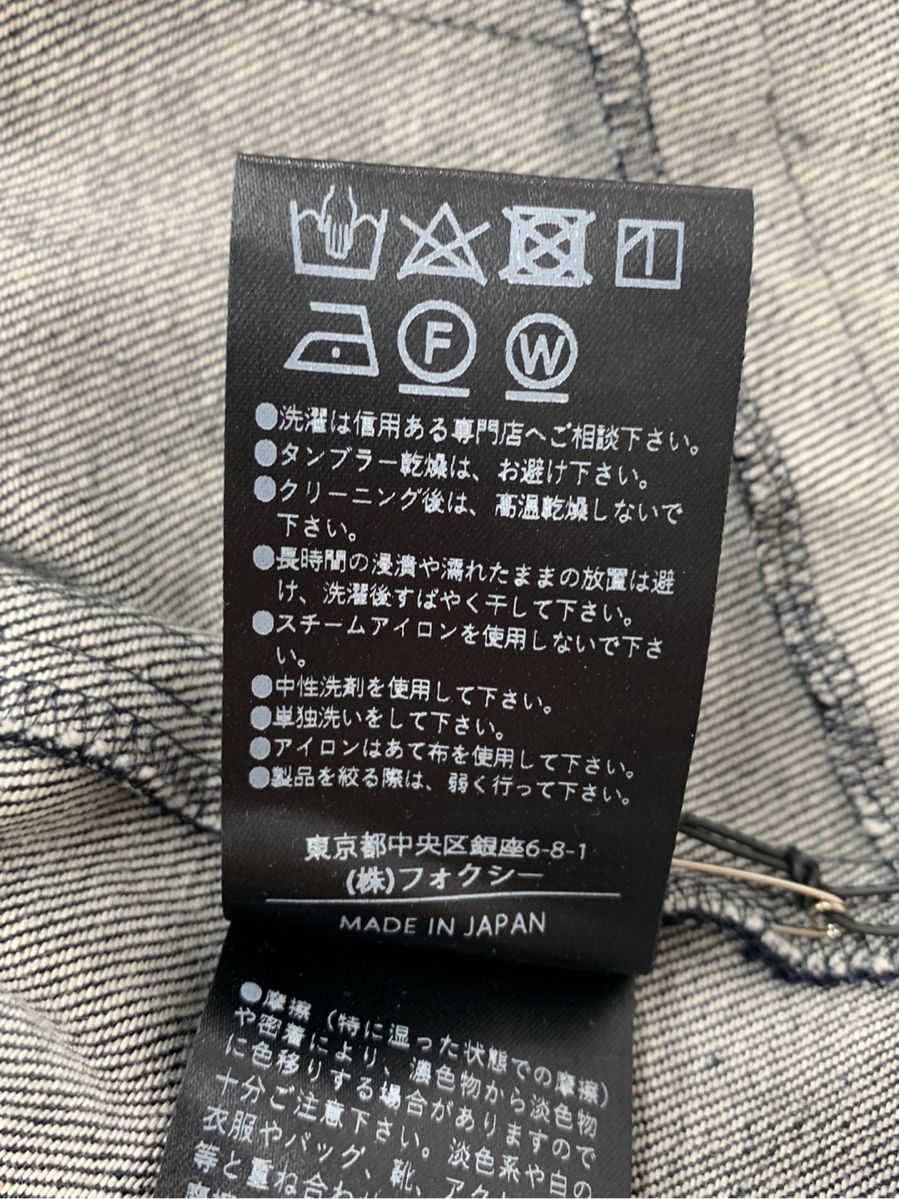 F W
●洗濯は信用ある専門店へご相談下さい。
●タンブラー乾燥は、お避け下さい。
●クリーニング後は、高温乾燥しないで
下さい。
●長時間の浸漬や濡れたままの放置は避
け、洗濯後すばやく干して下さい。
●スチームアイロンを使用しないで下さ
い。
●中性洗剤を使用して下さい。
●単独洗いをして下さい。
●アイロンはあて布を使用して下さい。
●製品を絞る際は、弱く行って下さい。
東京都中央区銀座6-8-1
(株)フォクシー
MADE IN JAPAN
●摩擦(特に湿った状態での摩擦)
や密着により、濃色物から淡色物
に色移りする場合がありますので
十分ご注意下さい。淡色系や白の
衣服やバッグ、靴、アク
等と重ね合わ